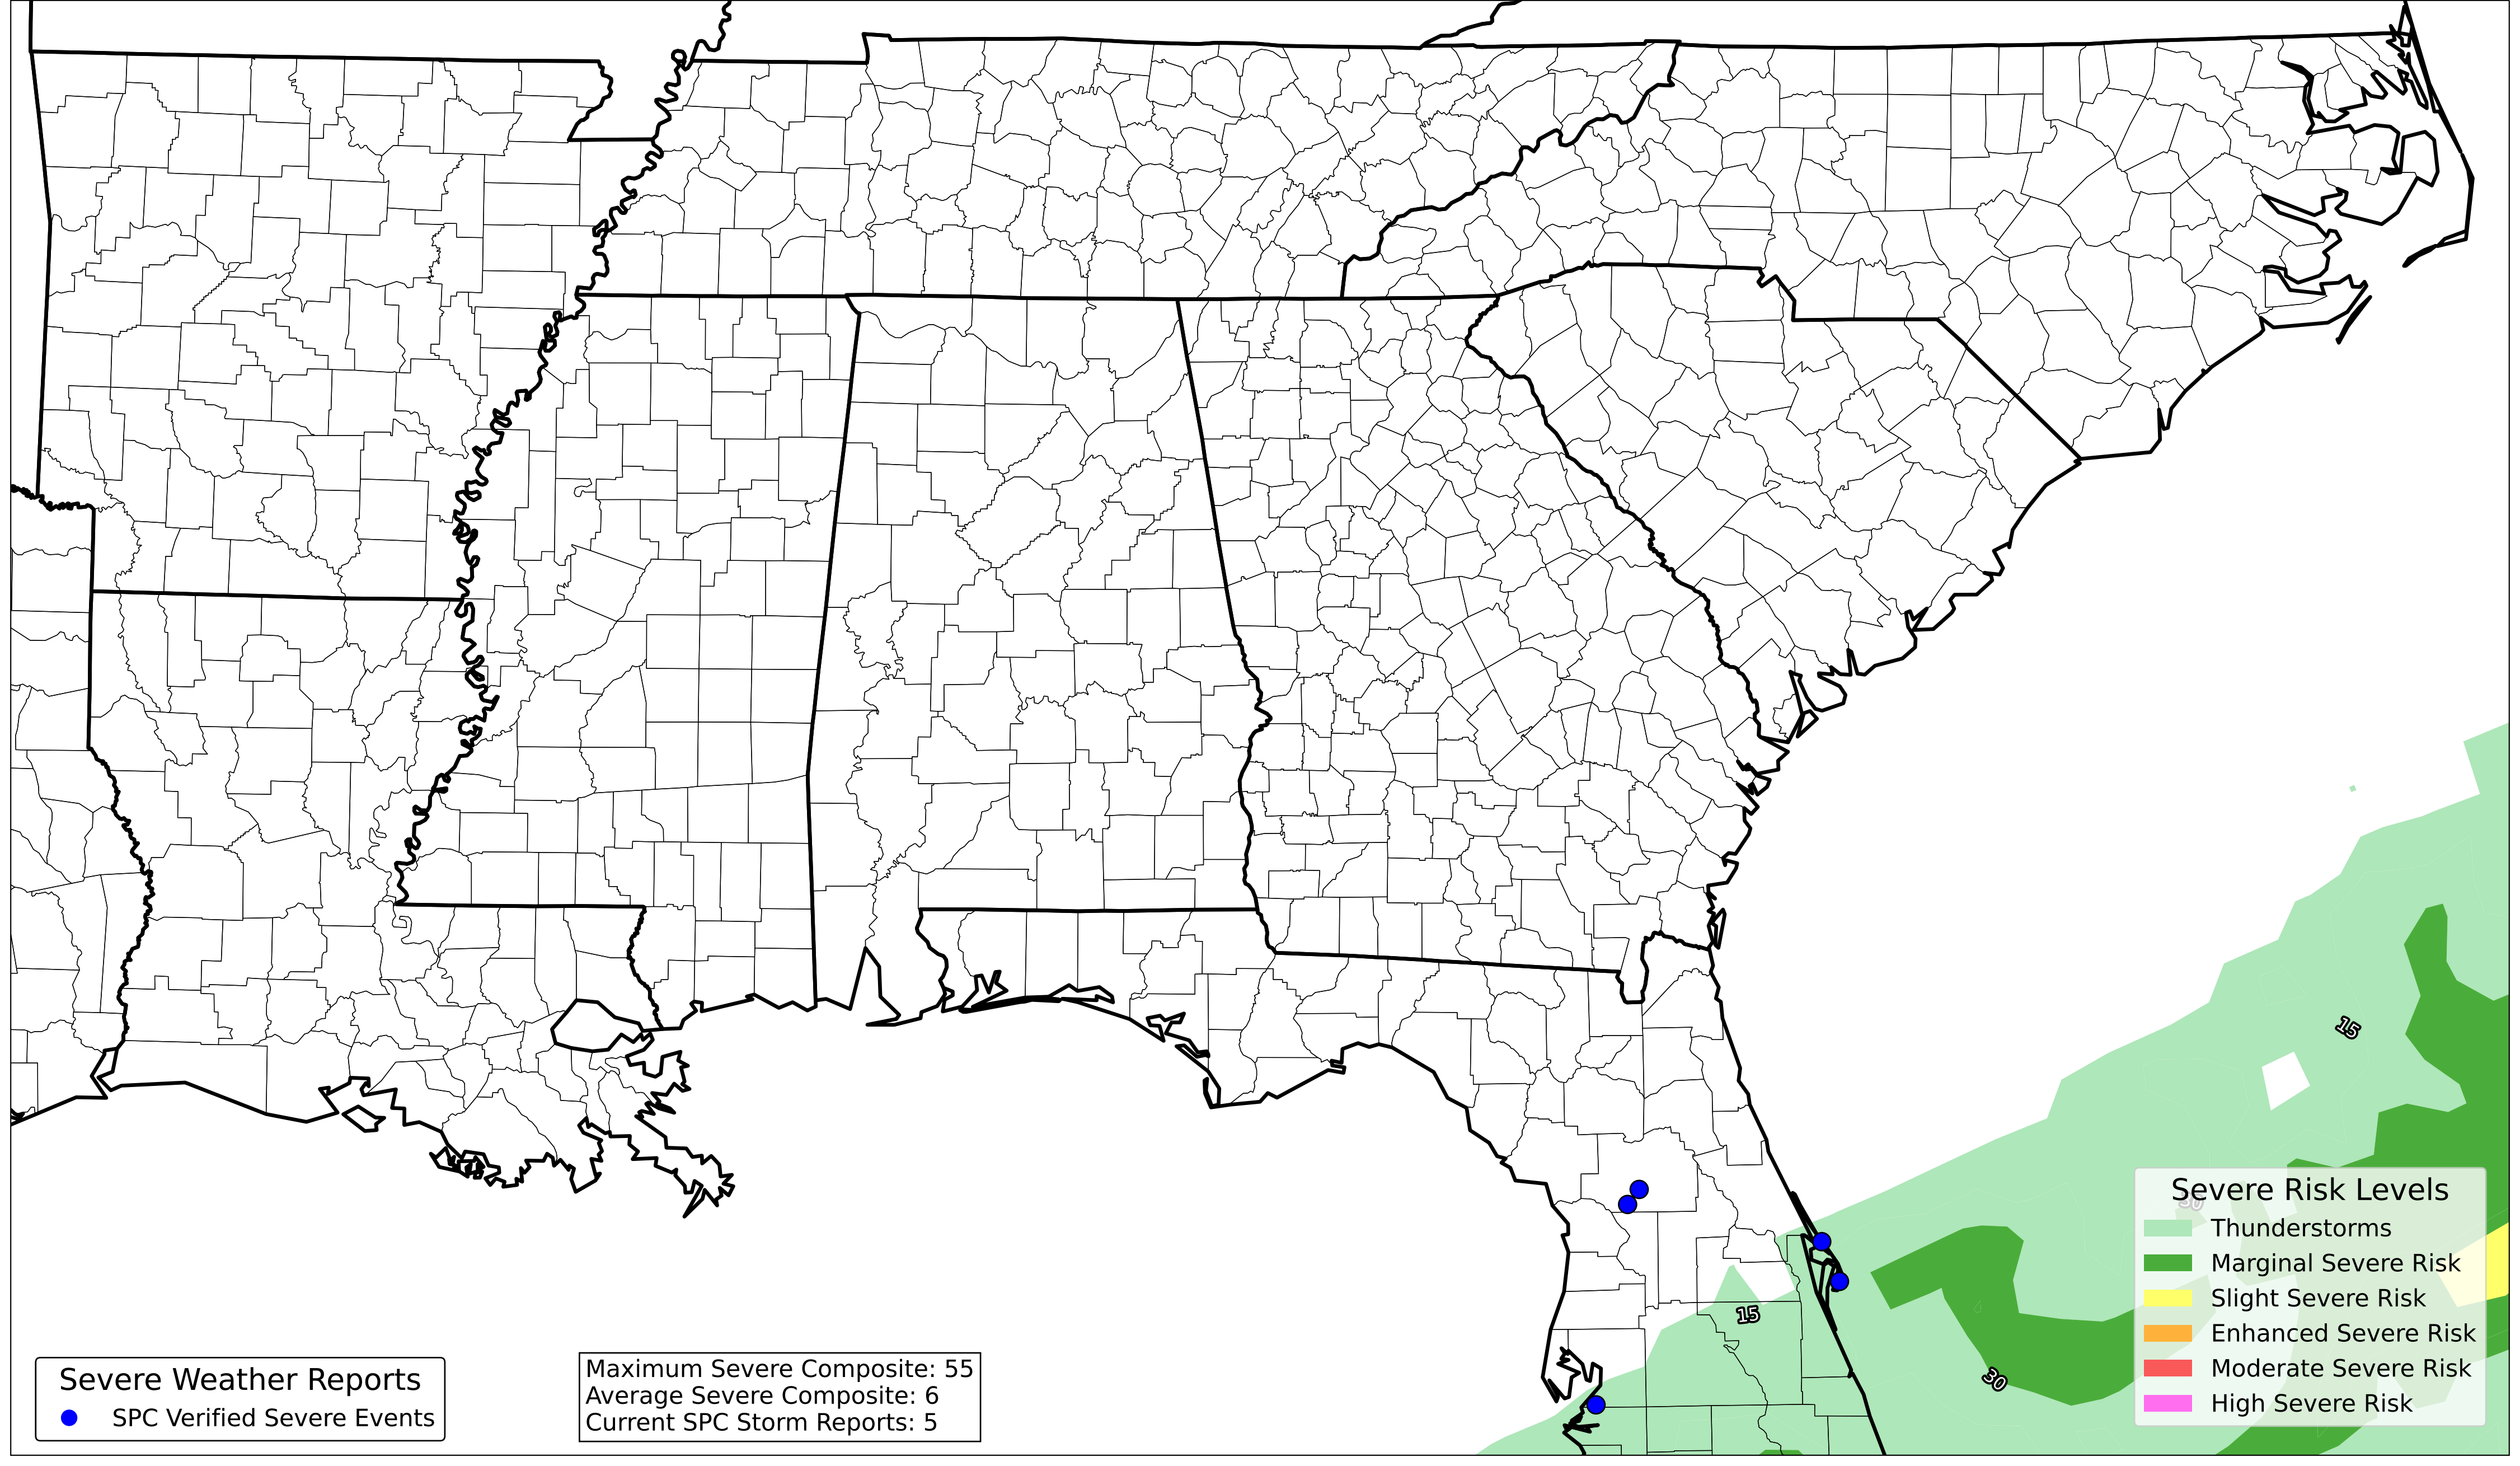 15
30
15
30
Severe Risk Levels
Thunderstorms
Marginal Severe Risk
Slight Severe Risk
Enhanced Severe Risk
Moderate Severe Risk
High Severe Risk
Severe Weather Reports
SPC Verified Severe Events
Maximum Severe Composite: 55
Average Severe Composite: 6
Current SPC Storm Reports: 5